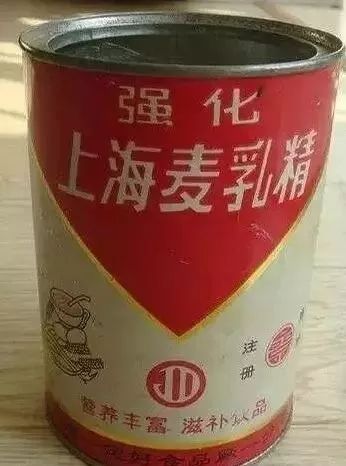 强化
上海麦乳精
注册
营养丰富 滋补饮品